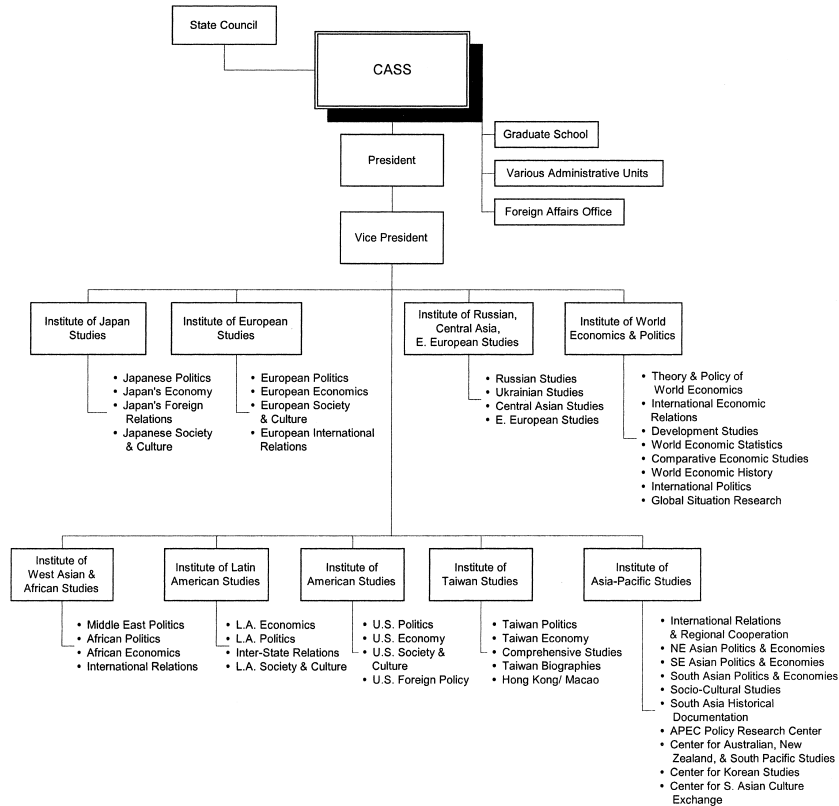 State Council
CASS
Graduate School
President
Various Administrative Units
Foreign Affairs Office
Vice President
Institute of Japan
Studies
• Japanese Politics
• Japan's Economy
• Japan's Foreign
Relations
• Japanese Society
& Culture
Institute of European
Studies
• European Politics
• European Economics
• European Society
& Culture
• European International
Relations
Institute of Russian,
Central Asia,
E. European Studies
• Russian Studies
• Ukrainian Studies
• Central Asian Studies
• E. European Studies
Institute of World
Economics & Politics
• Theory & Policy of
World Economics
• International Economic
Relations
• Development Studies
• World Economic Statistics
• Comparative Economic Studies
• World Economic History
• International Politics
• Global Situation Research
Institute of
West Asian &
African Studies
• Middle East Politics
• African Politics
• African Economics
• International Relations
Institute of Latin
American Studies
• L.A. Economics
• L.A. Politics
• Inter-State Relations
• L.A. Society & Culture
Institute of
American Studies
• U.S. Politics
• U.S. Economy
• U.S. Society &
Culture
• U.S. Foreign Policy
Institute of
Taiwan Studies
• Taiwan Politics
• Taiwan Economy
• Comprehensive Studies
• Taiwan Biographies
• Hong Kong/ Macao
Institute of
Asia-Pacific Studies
• International Relations
& Regional Cooperation
• NE Asian Politics & Economies
• SE Asian Politics & Economies
• South Asian Politics & Economies
• Socio-Cultural Studies
• South Asia Historical
Documentation
• APEC Policy Research Center
• Center for Australian, New
Zealand, & South Pacific Studies
• Center for Korean Studies
• Center for S. Asian Culture
Exchange